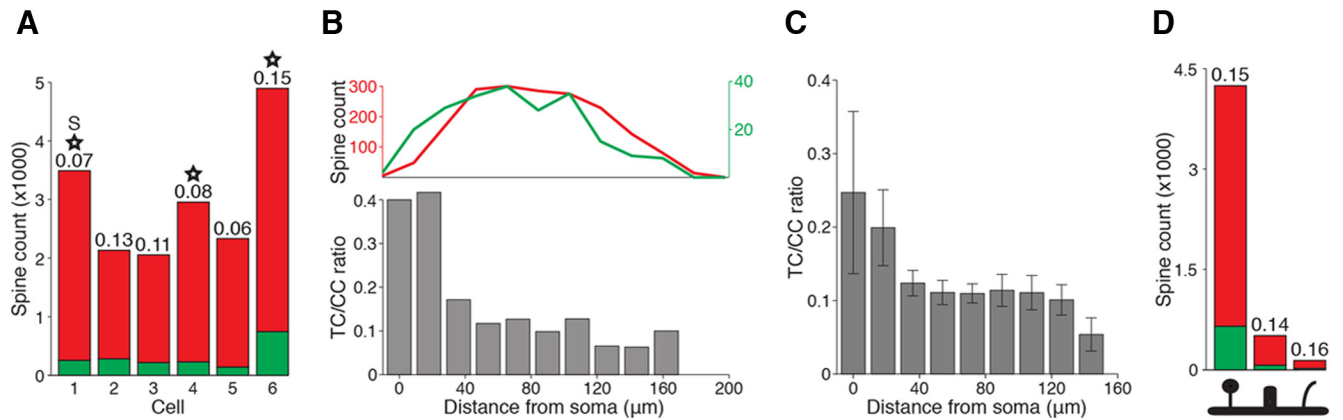 A
B
C
D
Spine count (x1000)
5
4
3
2
1
0
S
0.07
0.13
0.11
0.08
0.06
0.15
1 2 3 4 5 6
Cell
Spine count
300
200
100
40
20
TC/CC ratio
0.4
0.3
0.2
0.1
0
0 40 80 120 160 200
Distance from soma (µm)
TC/CC ratio
0.4
0.3
0.2
0.1
0
0 40 80 120 160
Distance from soma (µm)
Spine count (x1000)
4.5
3
1.5
0
0.15
0.14
0.16